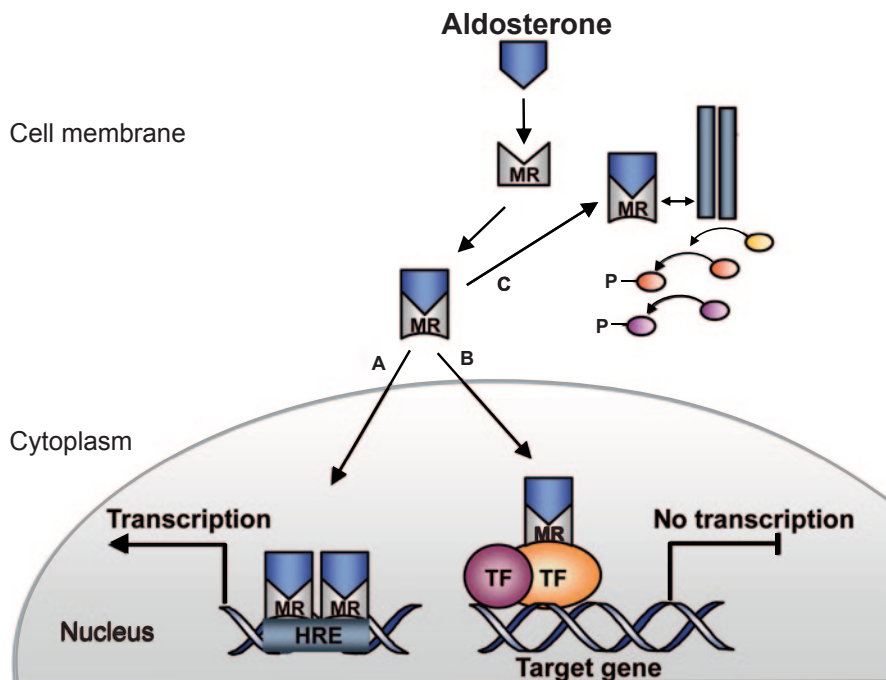 Aldosterone
Cell membrane
MR
MR
C
P
MR
P
A
B
Cytoplasm
MR
Transcription
No transcription
TF
TF
MR
MR
Nucleus
HRE
Target gene